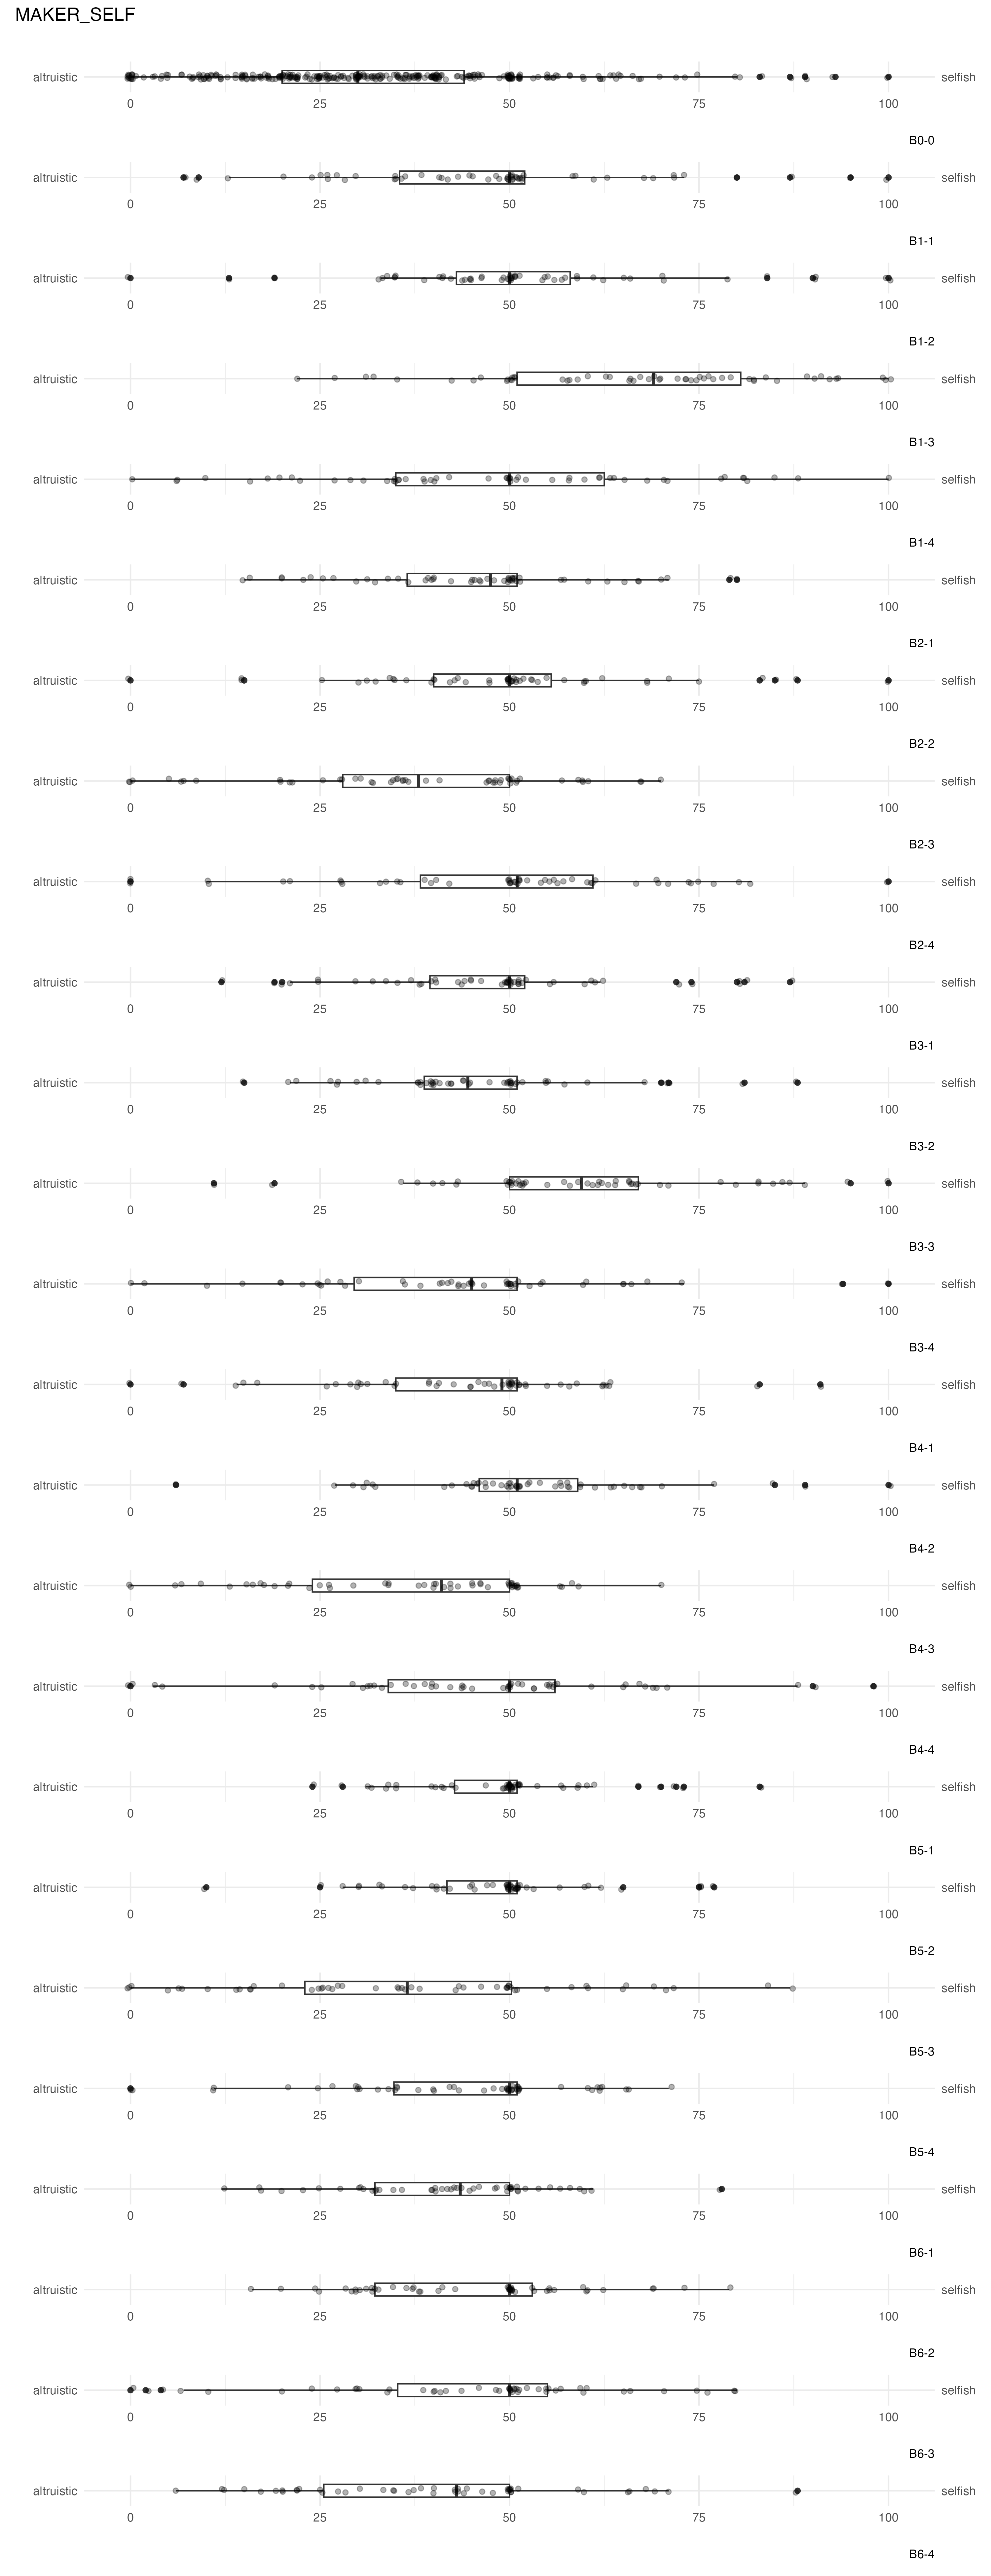 MAKER_SELF
altruistic selfish
0 25 50 75 100
B0-0
altruistic selfish
0 25 50 75 100
B1-1
altruistic selfish
0 25 50 75 100
B1-2
altruistic selfish
0 25 50 75 100
B1-3
altruistic selfish
0 25 50 75 100
B1-4
altruistic selfish
0 25 50 75 100
B2-1
altruistic selfish
0 25 50 75 100
B2-2
altruistic selfish
0 25 50 75 100
B2-3
altruistic selfish
0 25 50 75 100
B2-4
altruistic selfish
0 25 50 75 100
B3-1
altruistic selfish
0 25 50 75 100
B3-2
altruistic selfish
0 25 50 75 100
B3-3
altruistic selfish
0 25 50 75 100
B3-4
altruistic selfish
0 25 50 75 100
B4-1
altruistic selfish
0 25 50 75 100
B4-2
altruistic selfish
0 25 50 75 100
B4-3
altruistic selfish
0 25 50 75 100
B4-4
altruistic selfish
0 25 50 75 100
B5-1
altruistic selfish
0 25 50 75 100
B5-2
altruistic selfish
0 25 50 75 100
B5-3
altruistic selfish
0 25 50 75 100
B5-4
altruistic selfish
0 25 50 75 100
B6-1
altruistic selfish
0 25 50 75 100
B6-2
altruistic selfish
0 25 50 75 100
B6-3
altruistic selfish
0 25 50 75 100
B6-4